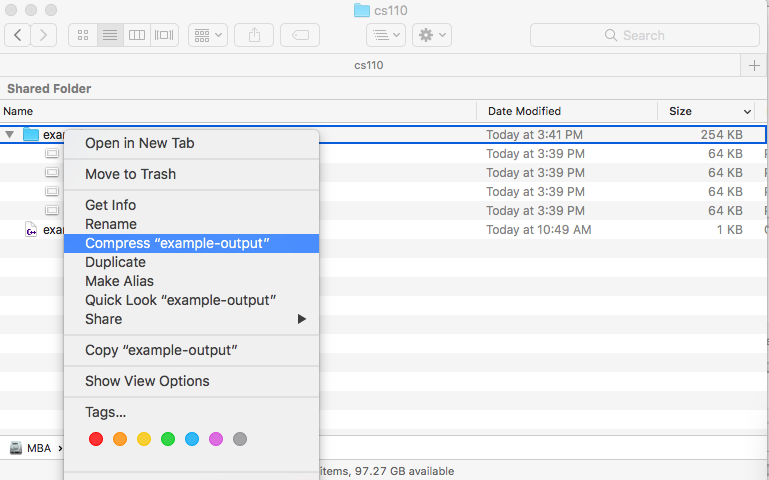 cs110
Search
cs110
Shared Folder
Name Date Modified Size
Today at 3:41 PM 254 KB
Today at 3:39 PM 64 KB
Today at 3:39 PM 64 KB
Today at 3:39 PM 64 KB
Today at 3:39 PM 64 KB
Today at 10:49 AM 1 KB
Open in New Tab
Move to Trash
Get Info
Rename
Compress “example-output”
Duplicate
Make Alias
Quick Look “example-output”
Share
Copy “example-output”
Show View Options
Tags...
MBA
items, 97.27 GB available